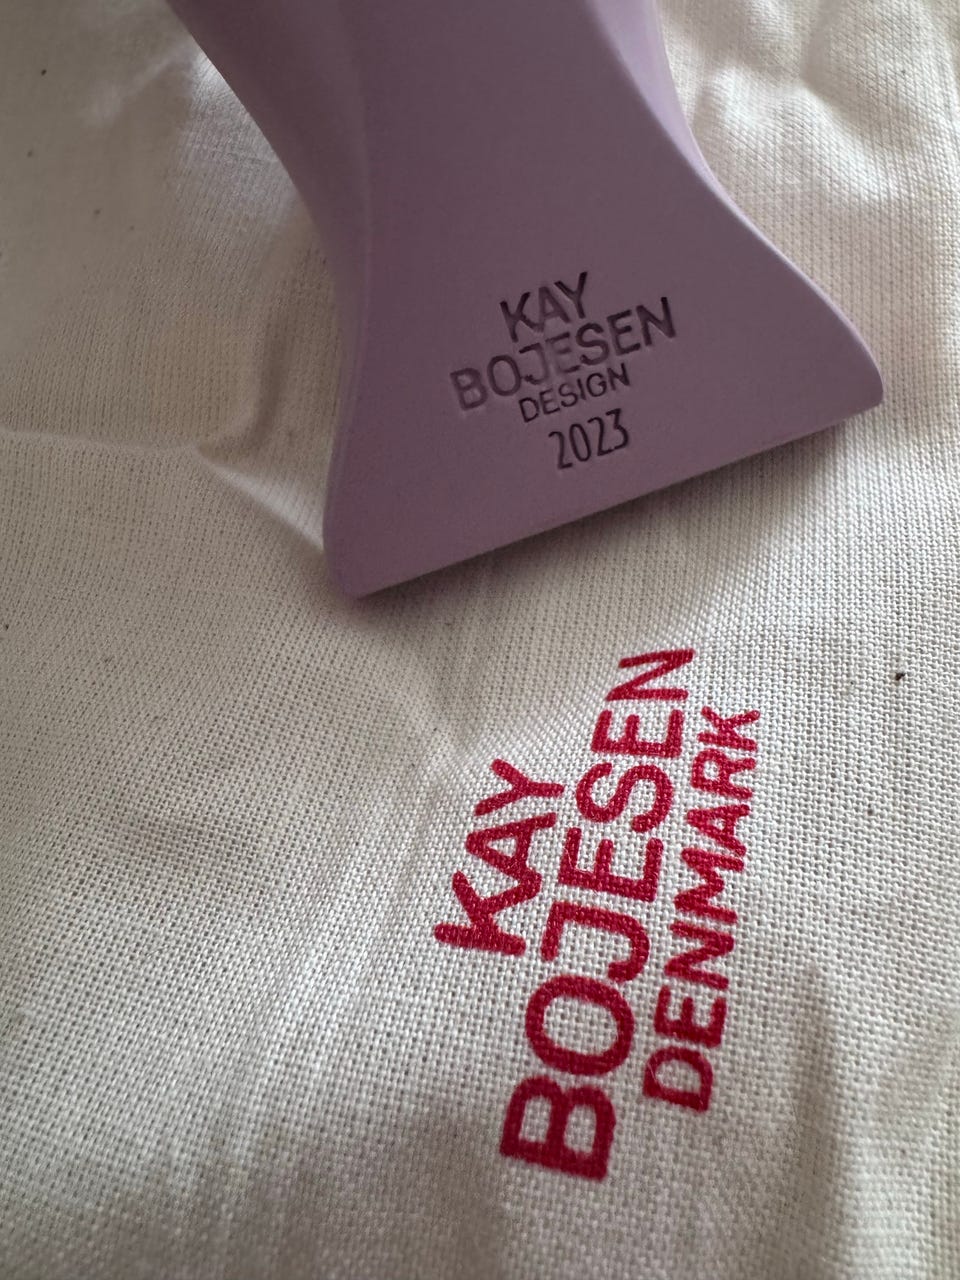 KAY
BOJESEN
DESIGN
2023
KAY
BOJESEN
DENMARK